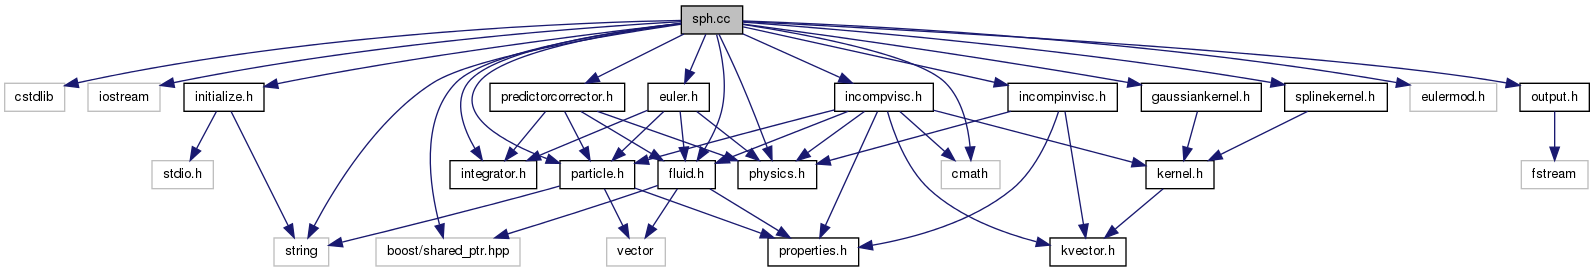 sph.cc
cstdlib
iostream
initialize.h
predictorcorrector.h
euler.h
incompvisc.h
incompinvisc.h
gaussiankernel.h
splinekernel.h
eulermod.h
output.h
stdio.h
integrator.h
particle.h
fluid.h
physics.h
cmath
kernel.h
fstream
string
boost/shared_ptr.hpp
vector
properties.h
kvector.h